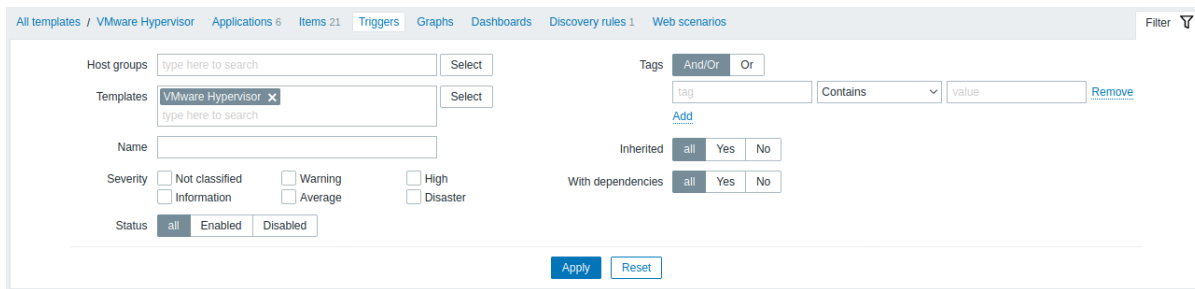 All templates / VMware Hypervisor Applications 6 Items 21 Triggers Graphs Dashboards Discovery rules 1 Web scenarios Filter
Host groups type here to search Select
Templates VMware Hypervisor Select
type here to search
Name
Severity Not classified Warning High
Information Average Disaster
Status all Enabled Disabled
Tags And/Or Or
tag Contains value Remove
Add
Inherited all Yes No
With dependencies all Yes No
Apply Reset